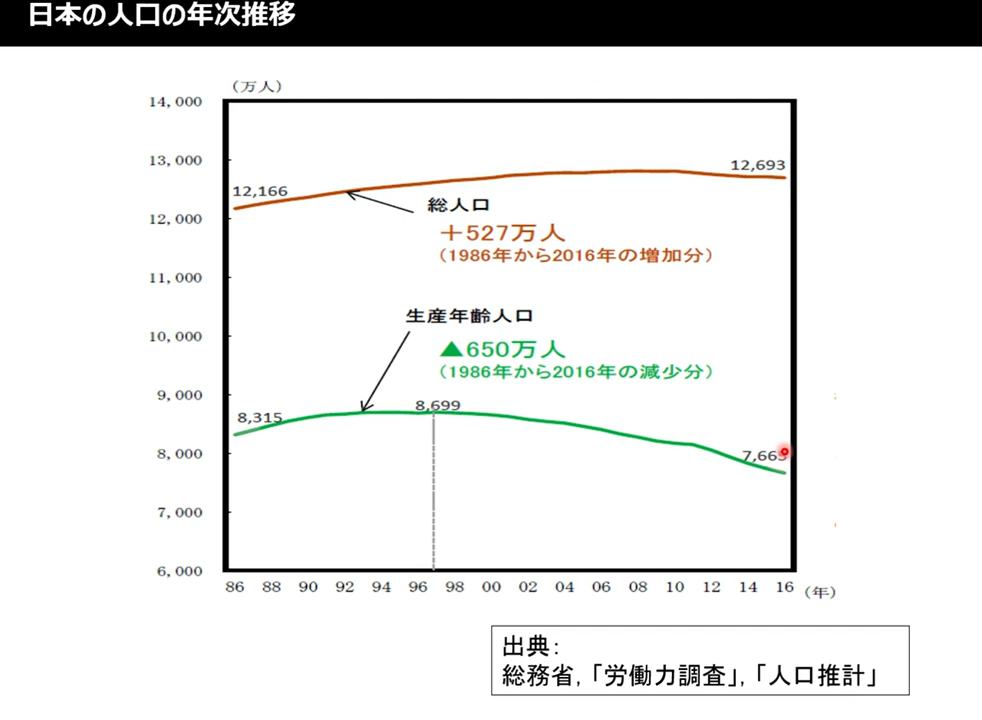 日本の人口の年次推移
（万人）
14,000
13,000
12,000
11,000
10,000
9,000
8,000
7,000
6,000
12,166
12,693
総人口
＋527万人
（1986年から2016年の増加分）
生産年齢人口
▲650万人
（1986年から2016年の減少分）
8,315
8,699
86 88 90 92 94 96 98 00 02 04 06 08 10 12 14 16 （年）
出典：
総務省,「労働力調査」,「人口推計」